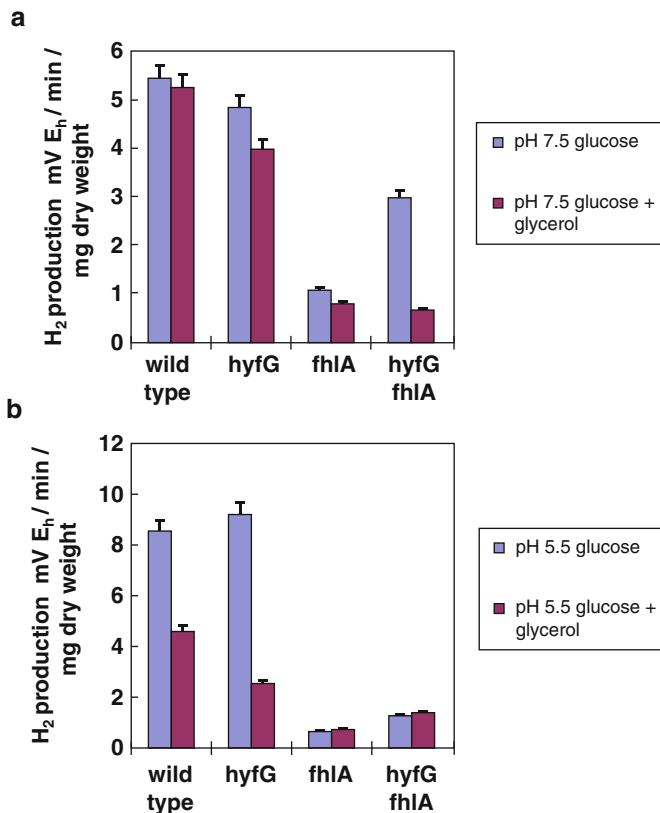 a
H₂ production mV Eₕ / min /
mg dry weight
6
5
4
3
2
1
0
wild
type
hyfG
fhlA
hyfG
fhlA
pH 7.5 glucose
pH 7.5 glucose +
glycerol
b
H₂ production mV Eₕ / min /
mg dry weight
12
10
8
6
4
2
0
wild
type
hyfG
fhlA
hyfG
fhlA
pH 5.5 glucose
pH 5.5 glucose +
glycerol